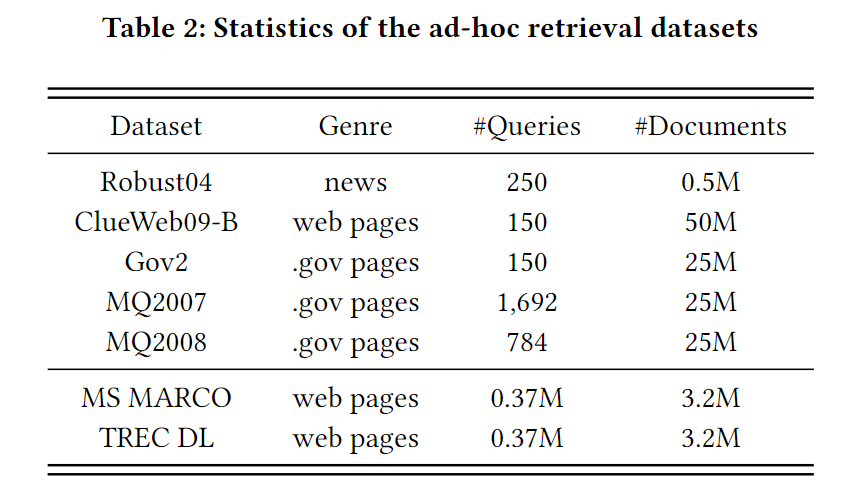 Table 2: Statistics of the ad-hoc retrieval datasets
Dataset Genre #Queries #Documents
Robust04 news 250 0.5M
ClueWeb09-B web pages 150 50M
Gov2 .gov pages 150 25M
MQ2007 .gov pages 1,692 25M
MQ2008 .gov pages 784 25M
MS MARCO web pages 0.37M 3.2M
TREC DL web pages 0.37M 3.2M